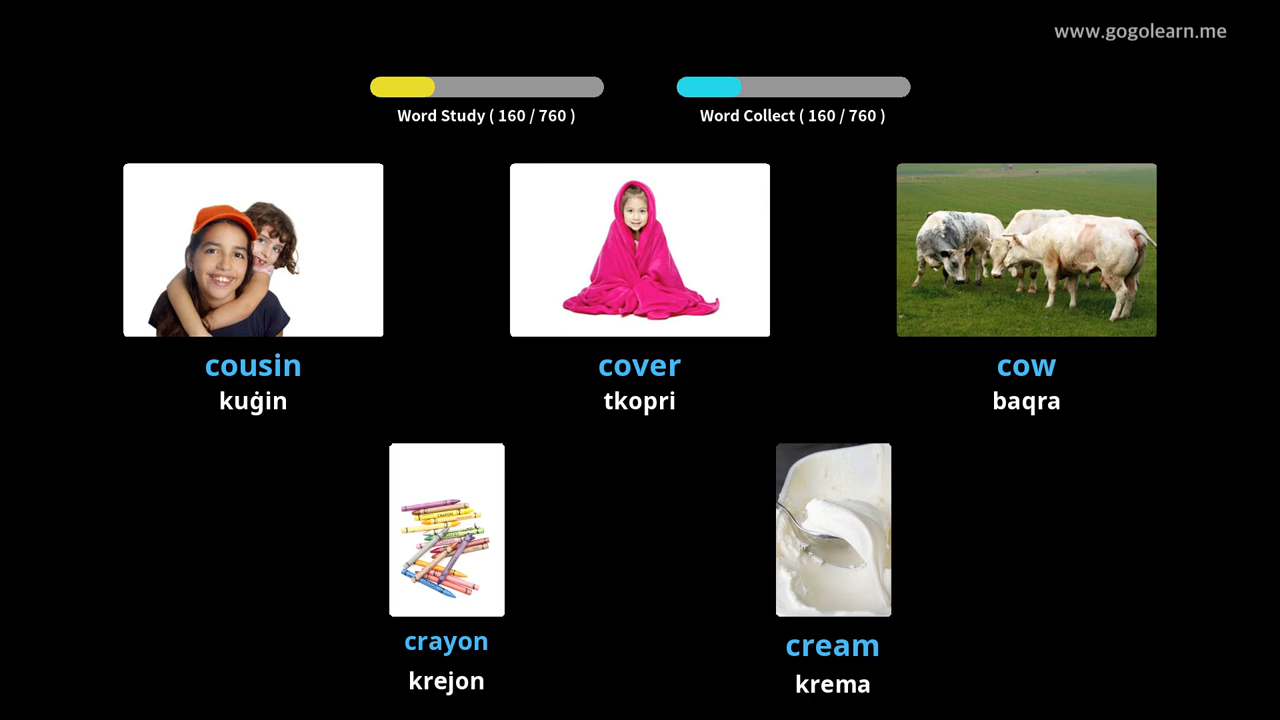 www.gogolearn.me
Word Study ( 160 / 760 )
Word Collect ( 160 / 760 )
cousin
kuġin
cover
tkopri
cow
baqra
crayon
krejon
cream
krema